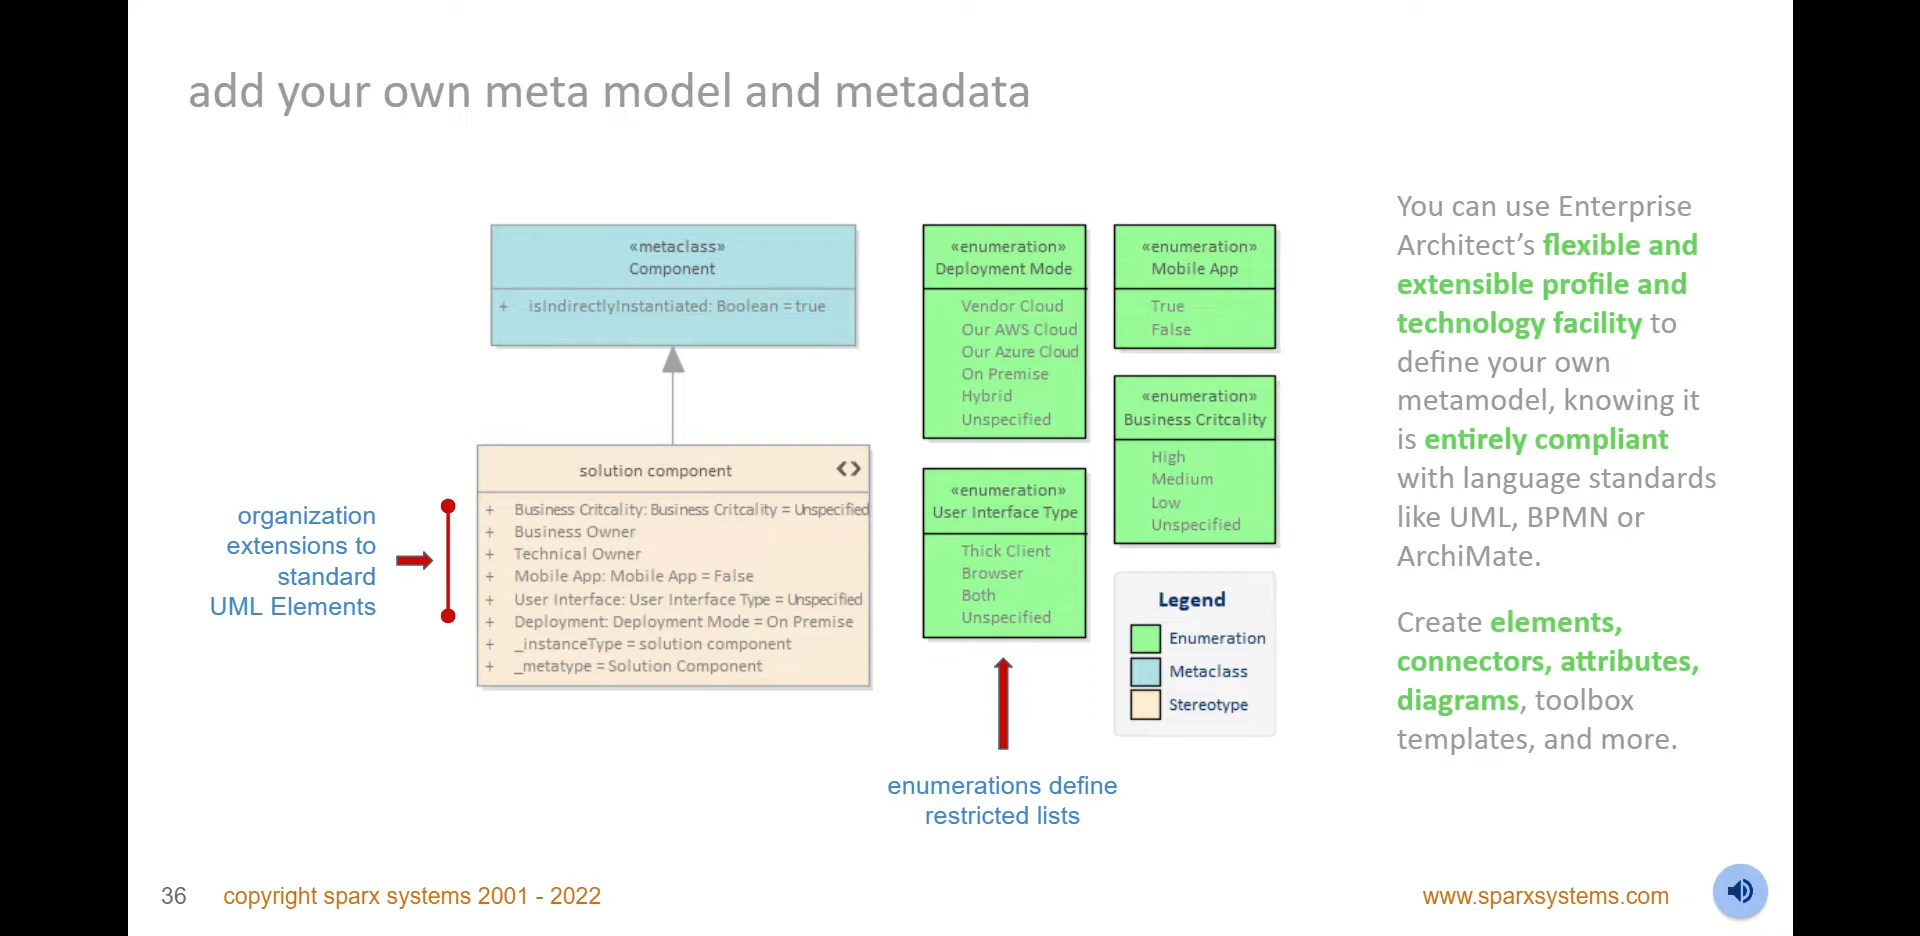 add your own meta model and metadata
«metaclass»
Component
+ isIndirectlyInstantiated: Boolean = true
solution component
+ Business Critcality: Business Critcality = Unspecified
+ Business Owner
+ Technical Owner
+ Mobile App: Mobile App = False
+ User Interface: User Interface Type = Unspecified
+ Deployment: Deployment Mode = On Premise
+ _instanceType = solution component
+ _metatype = Solution Component
organization
extensions to
standard
UML Elements
«enumeration»
Deployment Mode
Vendor Cloud
Our AWS Cloud
Our Azure Cloud
On Premise
Hybrid
Unspecified
«enumeration»
User Interface Type
Thick Client
Browser
Both
Unspecified
«enumeration»
Mobile App
True
False
«enumeration»
Business Critcality
High
Medium
Low
Unspecified
Legend
Enumeration
Metaclass
Stereotype
enumerations define
restricted lists
You can use Enterprise
Architect’s flexible and
extensible profile and
technology facility to
define your own
metamodel, knowing it
is entirely compliant
with language standards
like UML, BPMN or
ArchiMate.
Create elements,
connectors, attributes,
diagrams, toolbox
templates, and more.
36
copyright sparx systems 2001 - 2022
www.sparxsystems.com